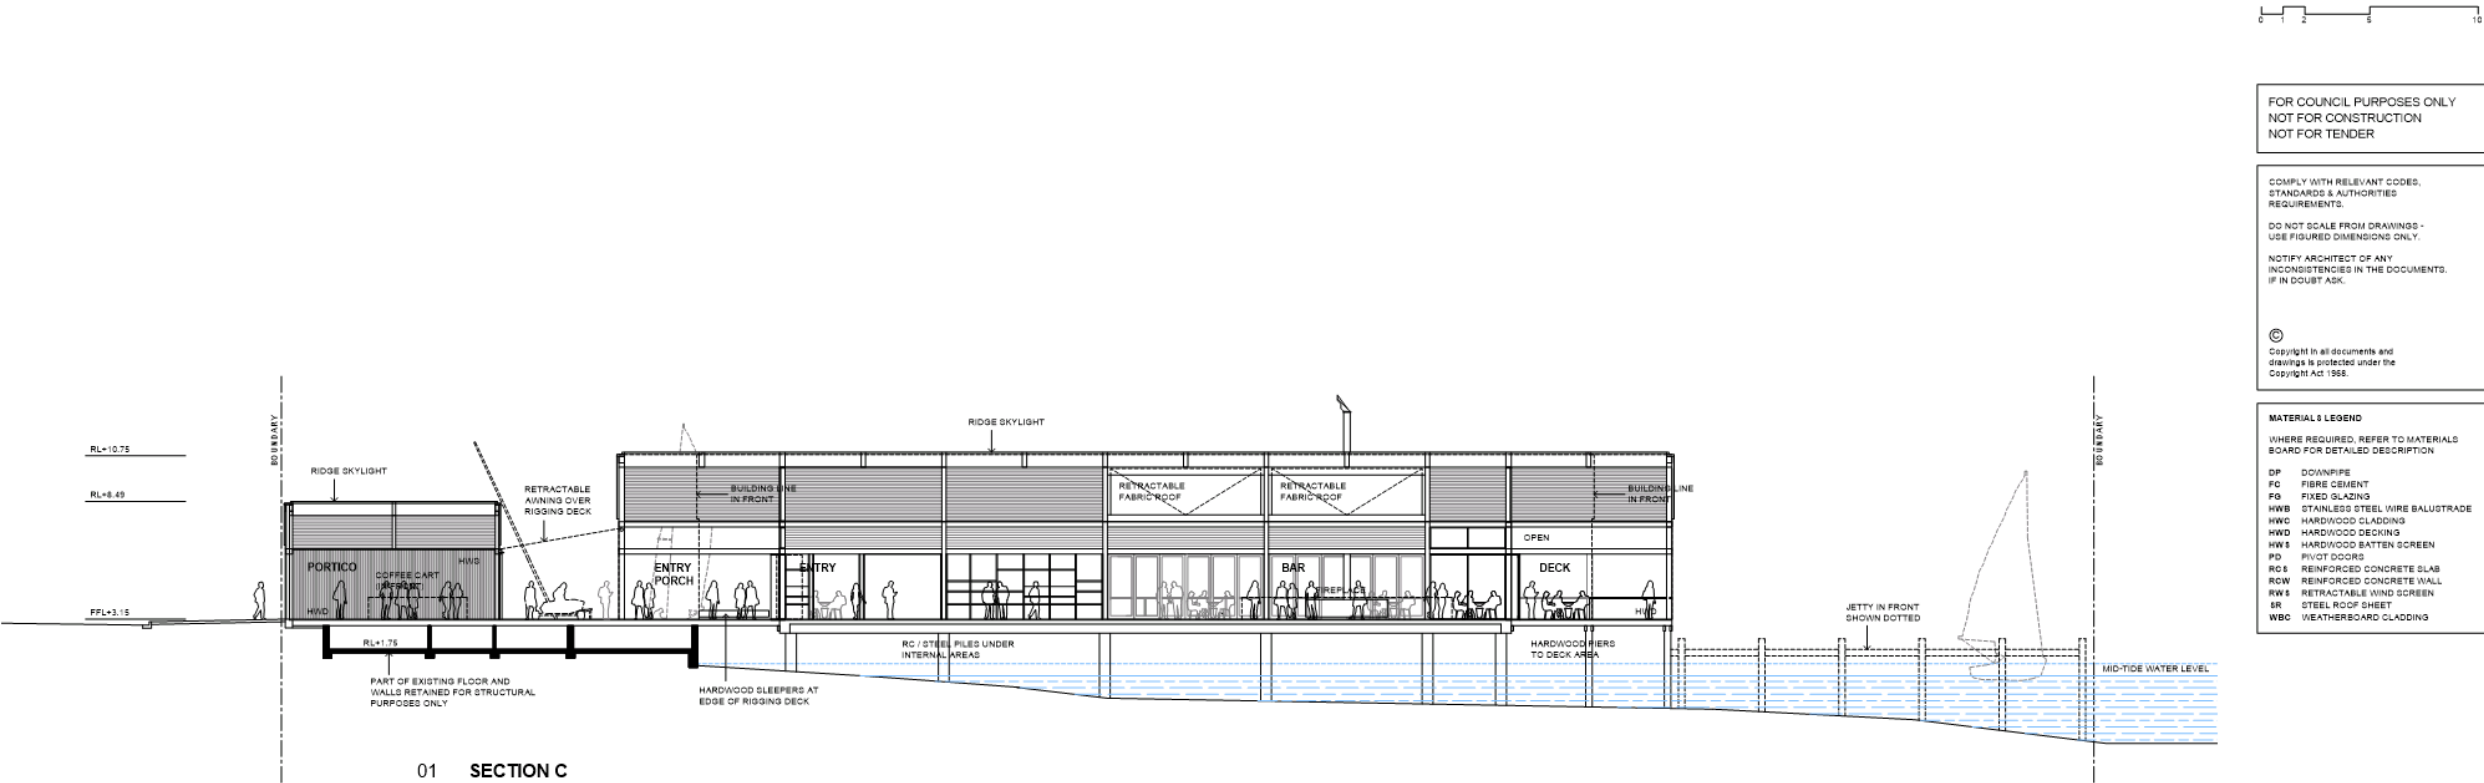 0 1 2 5 10
FOR COUNCIL PURPOSES ONLY
NOT FOR CONSTRUCTION
NOT FOR TENDER
COMPLY WITH RELEVANT CODES,
STANDARDS & AUTHORITIES
REQUIREMENTS.
DO NOT SCALE FROM DRAWINGS -
USE FIGURED DIMENSIONS ONLY.
NOTIFY ARCHITECT OF ANY
INCONSISTENCIES IN THE DOCUMENTS.
IF IN DOUBT ASK.
©
Copyright in all documents and
drawings is protected under the
Copyright Act 1968.
MATERIALS LEGEND
WHERE REQUIRED, REFER TO MATERIALS
BOARD FOR DETAILED DESCRIPTION
DP DOWNPIPE
FC FIBRE CEMENT
FG FIXED GLAZING
HWB STAINLESS STEEL WIRE BALUSTRADE
HWC HARDWOOD CLADDING
HWD HARDWOOD DECKING
HWS HARDWOOD BATTEN SCREEN
PD PIVOT DOORS
RCS REINFORCED CONCRETE SLAB
RCW REINFORCED CONCRETE WALL
RWS RETRACTABLE WIND SCREEN
SR STEEL ROOF SHEET
WBC WEATHERBOARD CLADDING
BOUNDARY
BOUNDARY
RL+10.75
RL+8.49
FFL+3.15
RIDGE SKYLIGHT
RIDGE SKYLIGHT
RETRACTABLE
AWNING OVER
RIGGING DECK
BUILDING LINE
IN FRONT
RETRACTABLE
FABRIC ROOF
RETRACTABLE
FABRIC ROOF
BUILDING LINE
IN FRONT
OPEN
HWS
PORTICO
COFFEE CART
IN FRONT
HWD
ENTRY
PORCH
ENTRY
BAR
FIREPLACE
DECK
HWD
JETTY IN FRONT
SHOWN DOTTED
RL+1.75
RC / STEEL PILES UNDER
INTERNAL AREAS
HARDWOOD PIERS
TO DECK AREA
MID-TIDE WATER LEVEL
PART OF EXISTING FLOOR AND
WALLS RETAINED FOR STRUCTURAL
PURPOSES ONLY
HARDWOOD SLEEPERS AT
EDGE OF RIGGING DECK
01 SECTION C